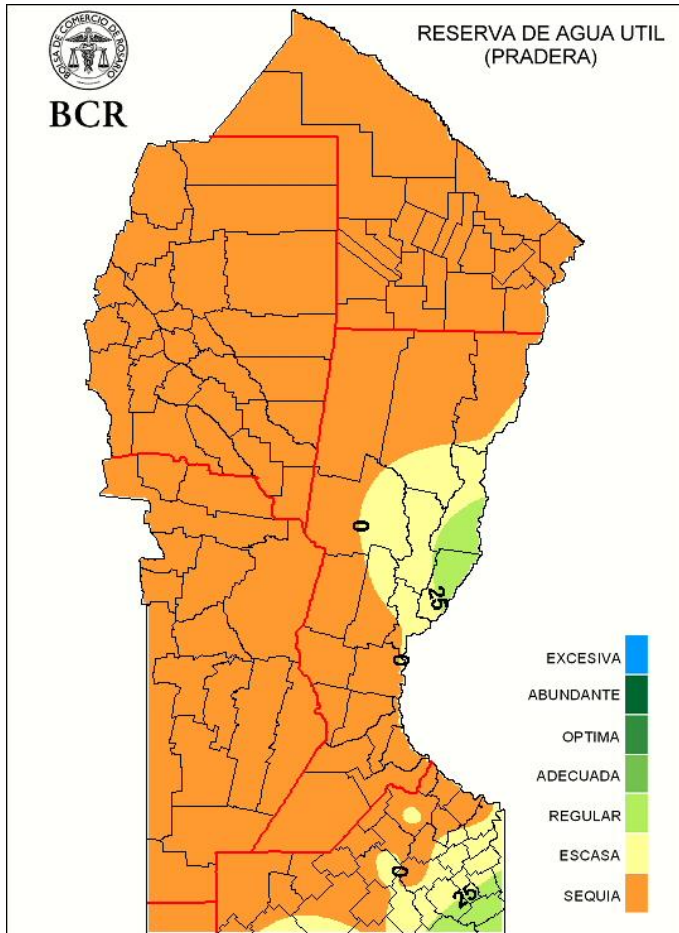 BOLSA DE COMERCIO DE ROSARIO
BCR
RESERVA DE AGUA UTIL
(PRADERA)
0
25
0
0
25
EXCESIVA
ABUNDANTE
OPTIMA
ADECUADA
REGULAR
ESCASA
SEQUIA